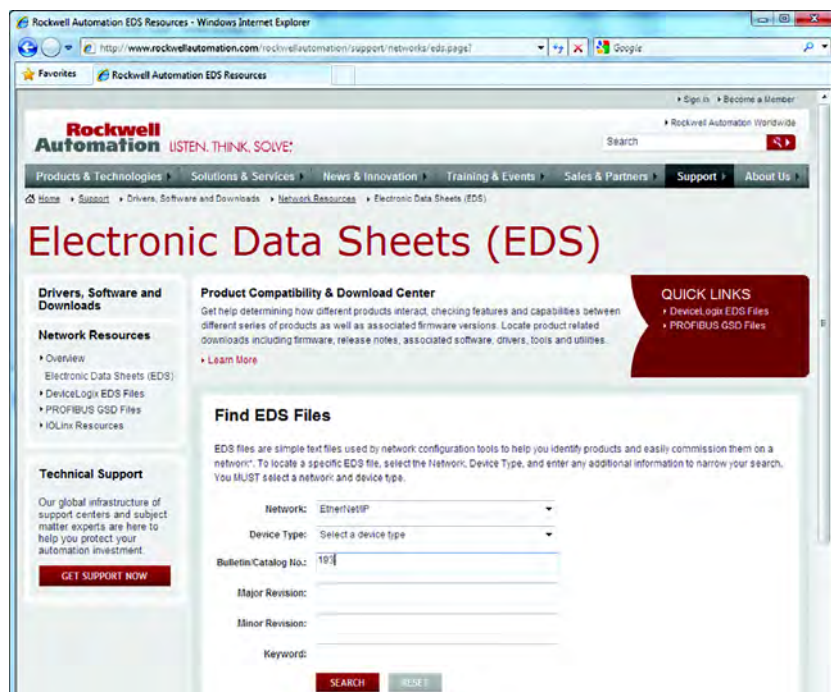 Rockwell Automation EDS Resources - Windows Internet Explorer
http://www.rockwellautomation.com/rockwellautomation/support/networks/eds.page?
Google
Favorites
Rockwell Automation EDS Resources
Sign in Become a Member
Rockwell Automation Worldwide
Rockwell
Automation
LISTEN. THINK. SOLVE.
Search
Products & Technologies
Solutions & Services
News & Innovation
Training & Events
Sales & Partners
Support
About Us
Home Support Drivers, Software and Downloads Network Resources Electronic Data Sheets (EDS)
Electronic Data Sheets (EDS)
Drivers, Software and
Downloads
Network Resources
Overview
Electronic Data Sheets (EDS)
DeviceLogix EDS Files
PROFIBUS GSD Files
IOLinx Resources
Technical Support
Our global infrastructure of
support centers and subject
matter experts are here to
help you protect your
automation investment.
GET SUPPORT NOW
Product Compatibility & Download Center
Get help determining how different products interact, checking features and capabilities between
different series of products as well as associated firmware versions. Locate product related
downloads including firmware, release notes, associated software, drivers, tools and utilities.
Learn More
QUICK LINKS
DeviceLogix EDS Files
PROFIBUS GSD Files
Find EDS Files
EDS files are simple text files used by network configuration tools to help you identify products and easily commission them on a
network*. To locate a specific EDS file, select the Network, Device Type, and enter any additional information to narrow your search.
You MUST select a network and device type.
Network: EtherNet/IP
Device Type: Select a device type
Bulletin/Catalog No.: 193
Major Revision:
Minor Revision:
Keyword:
SEARCH
RESET